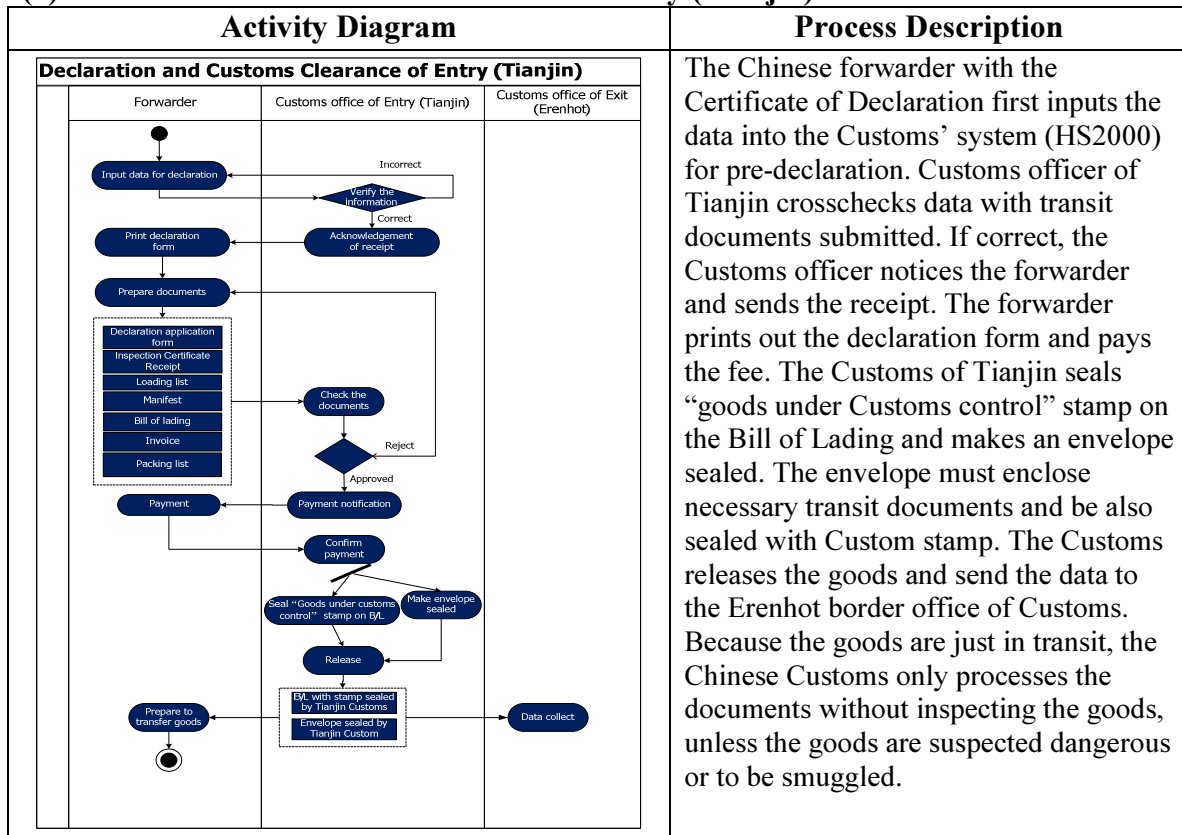 Activity Diagram
Process Description
Declaration and Customs Clearance of Entry (Tianjin)
Forwarder
Customs office of Entry (Tianjin)
Customs office of Exit
(Erenhot)
Input data for declaration
Incorrect
Verify the
information
Correct
Print declaration
form
Acknowledgement
of receipt
Prepare documents
Declaration application
form
Inspection Certificate
Receipt
Loading list
Manifest
Bill of lading
Invoice
Packing list
Check the
documents
Reject
Approved
Payment
Payment notification
Confirm
payment
Seal “Goods under customs
control” stamp on B/L
Make envelope
sealed
Release
B/L with stamp sealed
by Tianjin Customs
Envelope sealed by
Tianjin Custom
Prepare to
transfer goods
Data collect
The Chinese forwarder with the
Certificate of Declaration first inputs the
data into the Customs’ system (HS2000)
for pre-declaration. Customs officer of
Tianjin crosschecks data with transit
documents submitted. If correct, the
Customs officer notices the forwarder
and sends the receipt. The forwarder
prints out the declaration form and pays
the fee. The Customs of Tianjin seals
“goods under Customs control” stamp on
the Bill of Lading and makes an envelope
sealed. The envelope must enclose
necessary transit documents and be also
sealed with Custom stamp. The Customs
releases the goods and send the data to
the Erenhot border office of Customs.
Because the goods are just in transit, the
Chinese Customs only processes the
documents without inspecting the goods,
unless the goods are suspected dangerous
or to be smuggled.